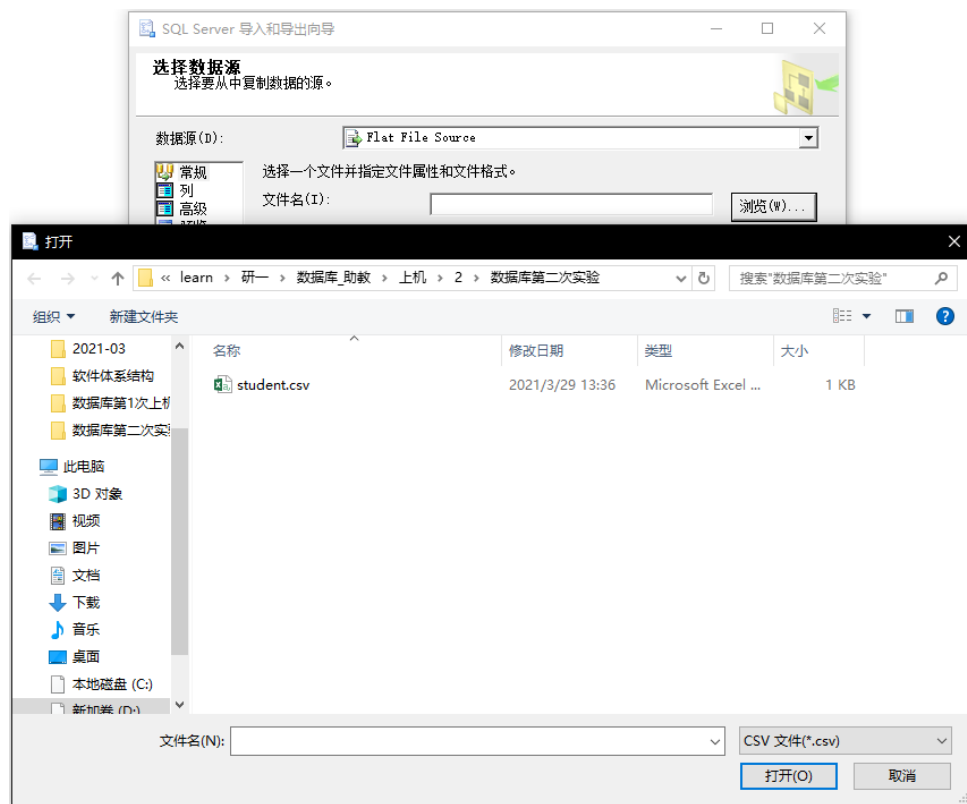 SQL Server 导入和导出向导
选择数据源
选择要从中复制数据的源。
数据源(D):
Flat File Source
常规
选择一个文件并指定文件属性和文件格式。
列
文件名(I):
浏览(W)...
高级
预览
打开
« learn › 研一 › 数据库_助教 › 上机 › 2 › 数据库第二次实验
搜索"数据库第二次实验"
组织
新建文件夹
2021-03
名称
修改日期
类型
大小
软件体系结构
student.csv
2021/3/29 13:36
Microsoft Excel ...
1 KB
数据库第1次上机
数据库第二次实验
此电脑
3D 对象
视频
图片
文档
下载
音乐
桌面
本地磁盘 (C:)
新加卷 (D:)
文件名(N):
CSV 文件(*.csv)
打开(O)
取消